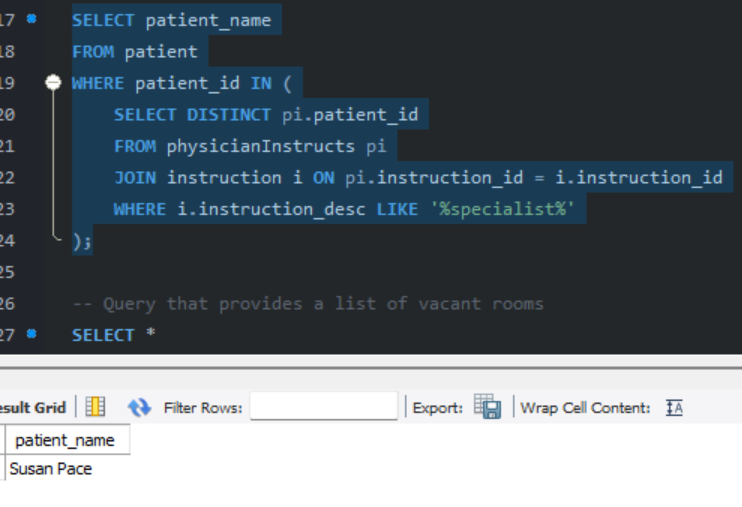 17 SELECT patient_name
18 FROM patient
19 WHERE patient_id IN (
20 SELECT DISTINCT pi.patient_id
21 FROM physicianInstructs pi
22 JOIN instruction i ON pi.instruction_id = i.instruction_id
23 WHERE i.instruction_desc LIKE '%specialist%'
24 );
25
26 -- Query that provides a list of vacant rooms
27 SELECT *
esult Grid Filter Rows: Export: Wrap Cell Content: IA
patient_name
Susan Pace